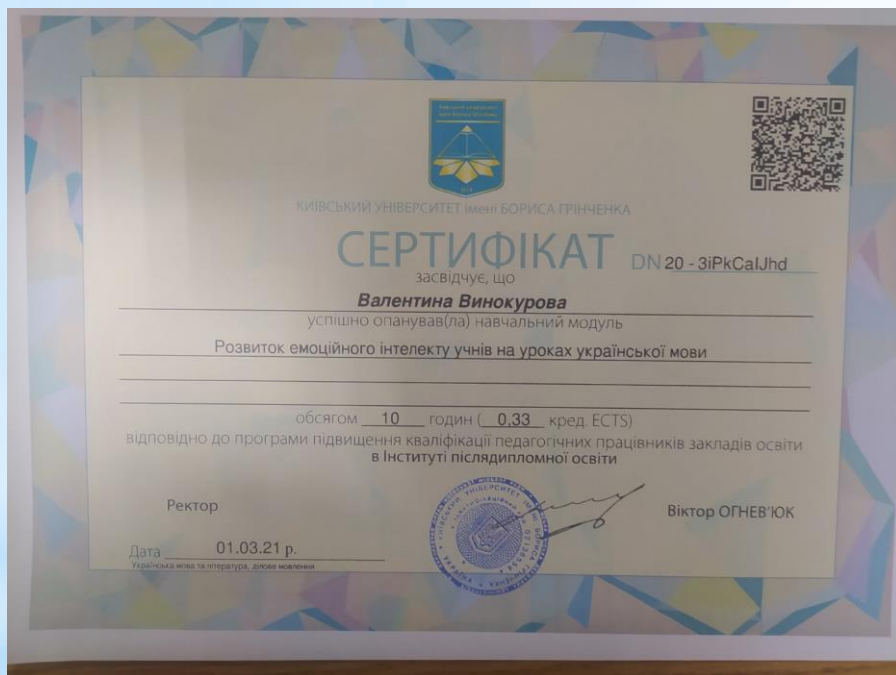 КИЇВСЬКИЙ УНІВЕРСИТЕТ імені БОРИСА ГРІНЧЕНКА
СЕРТИФІКАТ
DN 20 - 3iPkCaIJhd
засвідчує, що
Валентина Винокурова
успішно опанував(ла) навчальний модуль
Розвиток емоційного інтелекту учнів на уроках української мови
обсягом 10 годин ( 0,33 кред. ECTS)
відповідно до програми підвищення кваліфікації педагогічних працівників закладів освіти
в Інституті післядипломної освіти
Ректор
Віктор ОГНЕВ'ЮК
Дата 01.03.21 р.
Українська мова та література, ділове мовлення